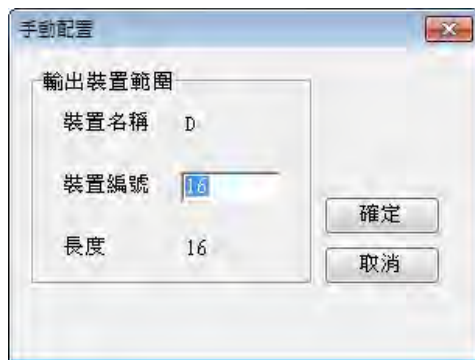 手動配置
輸出裝置範圍
裝置名稱 D
裝置編號 16
長度 16
確定
取消